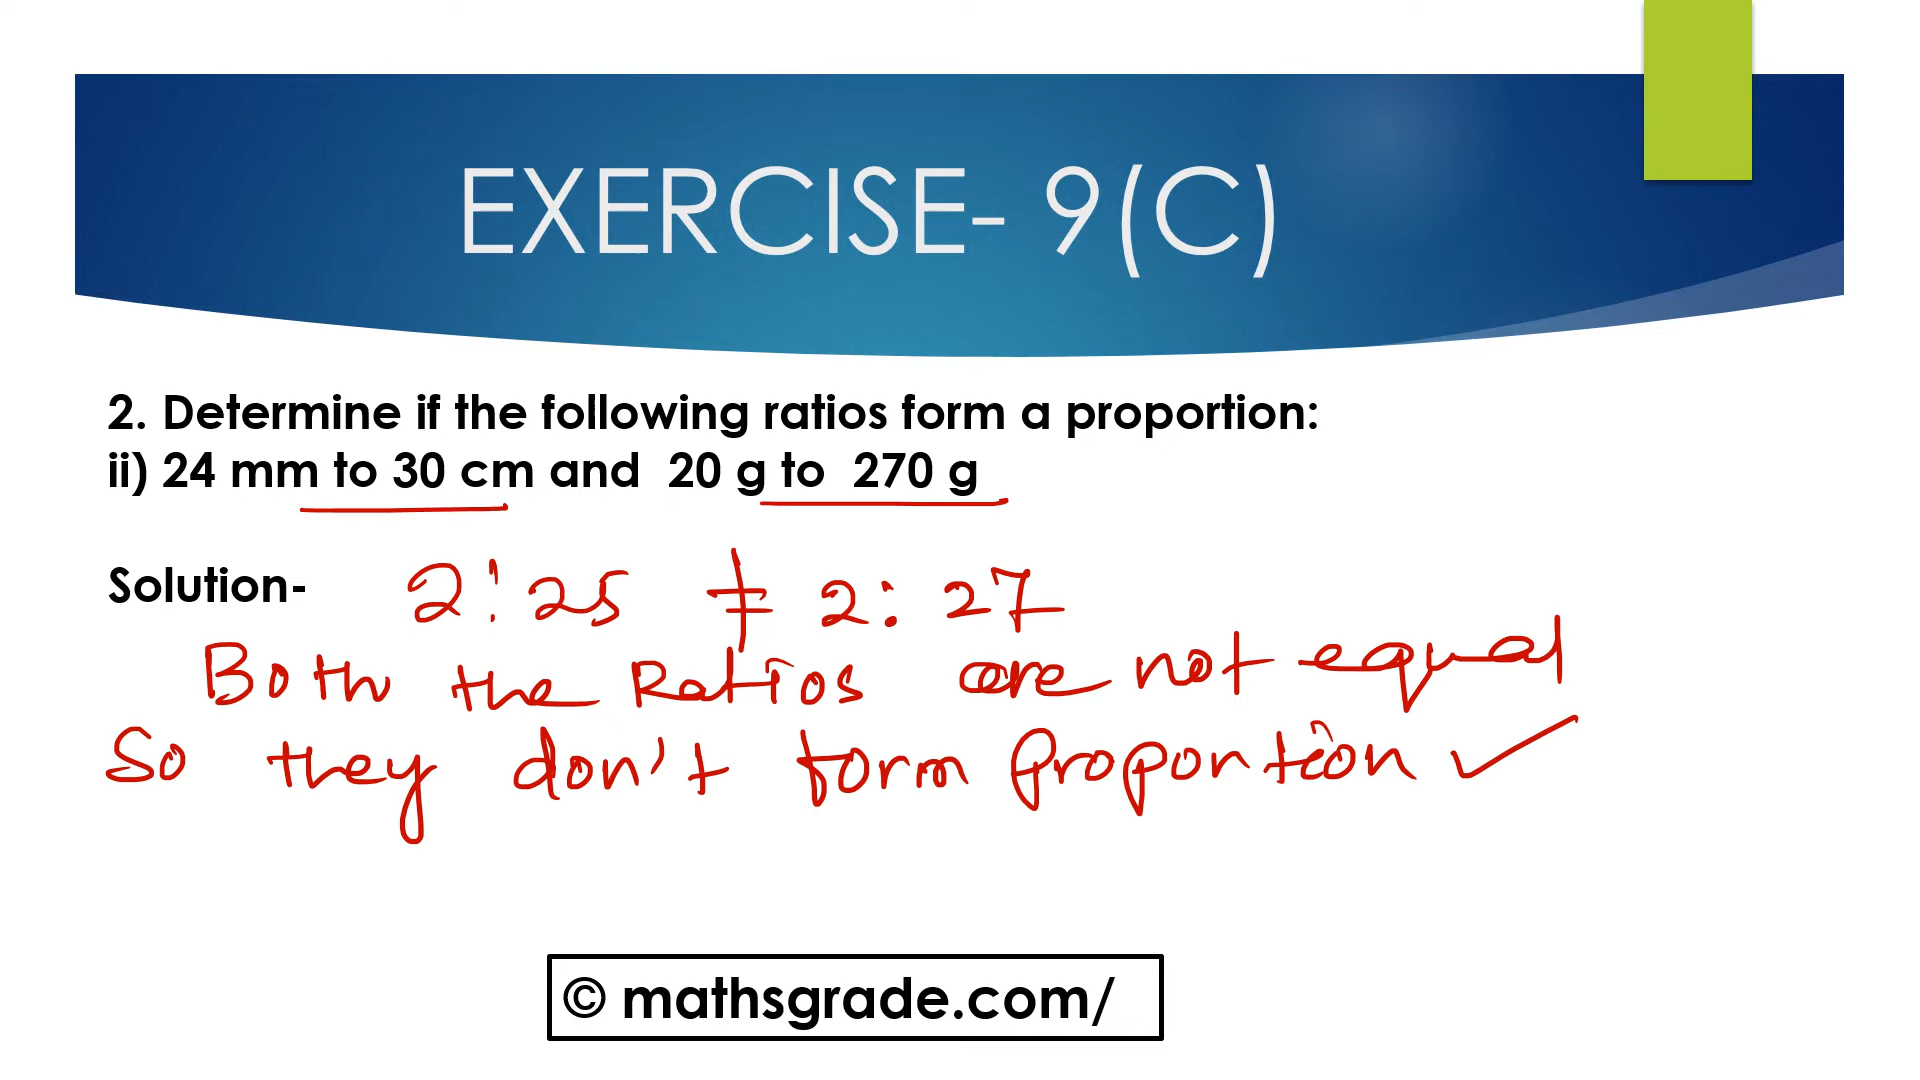 EXERCISE- 9(C)
2. Determine if the following ratios form a proportion:
ii) 24 mm to 30 cm and 20 g to 270 g
Solution- 2:25 ≠ 2:27
Both the Ratios are not equal
So they don't form proportion ✓
© mathsgrade.com/